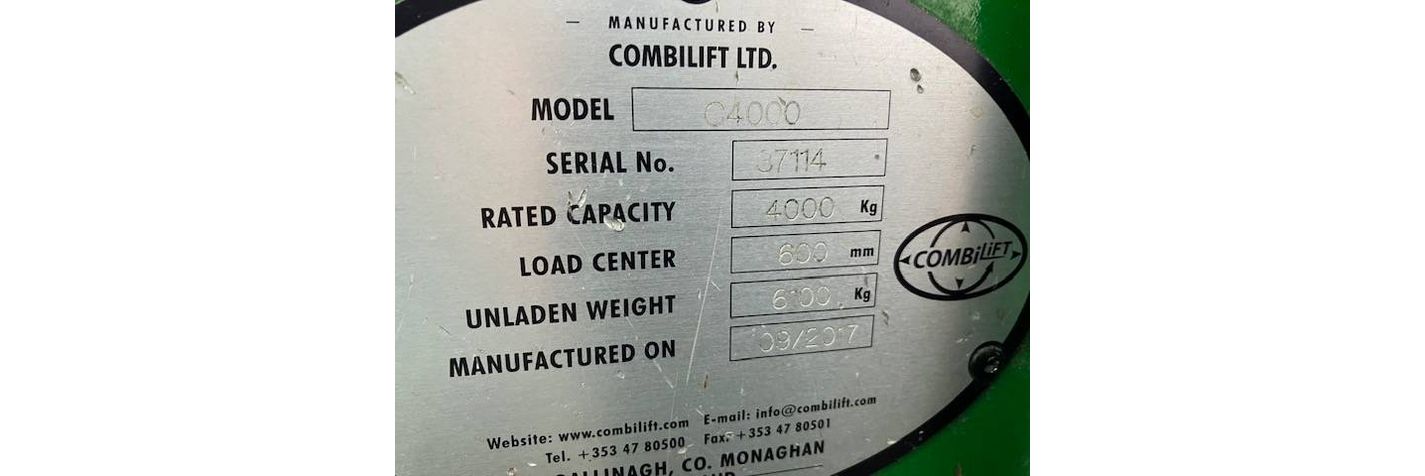 — MANUFACTURED BY —
COMBILIFT LTD.
MODEL C4000
SERIAL No. 37114
RATED CAPACITY 4000 Kg
LOAD CENTER 600 mm
COMBiLiFT
UNLADEN WEIGHT 6100 Kg
MANUFACTURED ON 09/2017
Website: www.combilift.com E-mail: info@combilift.com
Tel. +353 47 80500 Fax. +353 47 80501
CO. MONAGHAN